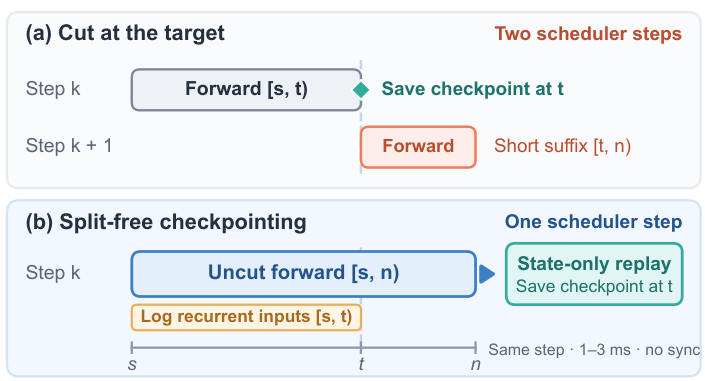 (a) Cut at the target
Two scheduler steps
Step k
Forward [s, t)
Save checkpoint at t
Step k + 1
Forward
Short suffix [t, n)
(b) Split-free checkpointing
One scheduler step
Step k
Uncut forward [s, n)
State-only replay
Save checkpoint at t
Log recurrent inputs [s, t)
s
t
n
Same step · 1–3 ms · no sync